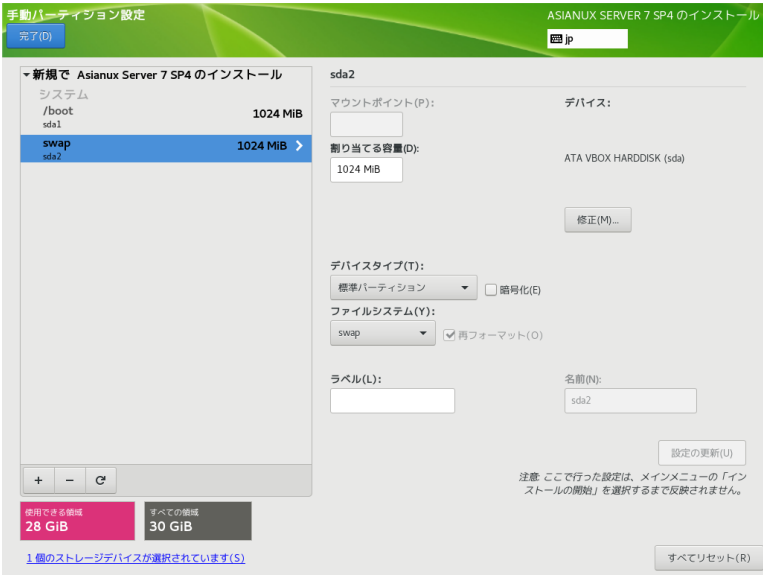 手動パーティション設定
ASIANUX SERVER 7 SP4 のインストール
完了(D)
jp
新規で Asianux Server 7 SP4 のインストール
システム
/boot
1024 MiB
sda1
swap
1024 MiB
sda2
sda2
マウントポイント(P):
デバイス:
割り当てる容量(D):
1024 MiB
ATA VBOX HARDDISK (sda)
修正(M)...
デバイスタイプ(T):
標準パーティション
暗号化(E)
ファイルシステム(Y):
swap
再フォーマット(O)
ラベル(L):
名前(N):
sda2
設定の更新(U)
注意: ここで行った設定は、メインメニューの「イン
ストールの開始」を選択するまで反映されません。
使用できる領域
28 GiB
すべての領域
30 GiB
1 個のストレージデバイスが選択されています(S)
すべてリセット(R)